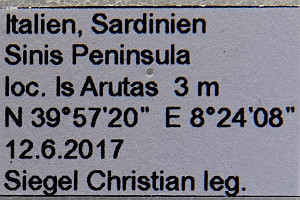 Italien, Sardinien
Sinis Peninsula
loc. Is Arutas  3 m
N 39°57'20"  E 8°24'08"
12.6.2017
Siegel Christian leg.